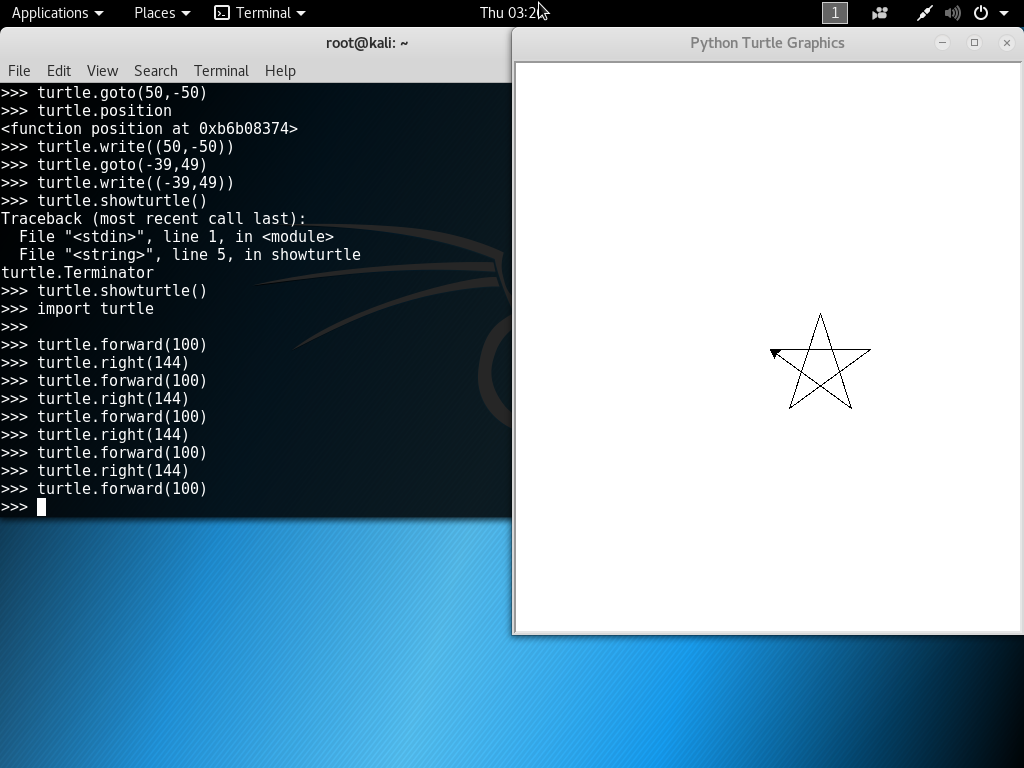 Applications Places Terminal Thu 1
root@kali: ~
File Edit View Search Terminal Help
>>> turtle.goto(50,-50)
>>> turtle.position
<function position at 0xb6b08374>
>>> turtle.write((50,-50))
>>> turtle.goto(-39,49)
>>> turtle.write((-39,49))
>>> turtle.showturtle()
Traceback (most recent call last):
  File "<stdin>", line 1, in <module>
  File "<string>", line 5, in showturtle
turtle.Terminator
>>> turtle.showturtle()
>>> import turtle
>>>
>>> turtle.forward(100)
>>> turtle.right(144)
>>> turtle.forward(100)
>>> turtle.right(144)
>>> turtle.forward(100)
>>> turtle.right(144)
>>> turtle.forward(100)
>>> turtle.right(144)
>>> turtle.forward(100)
>>>
Python Turtle Graphics